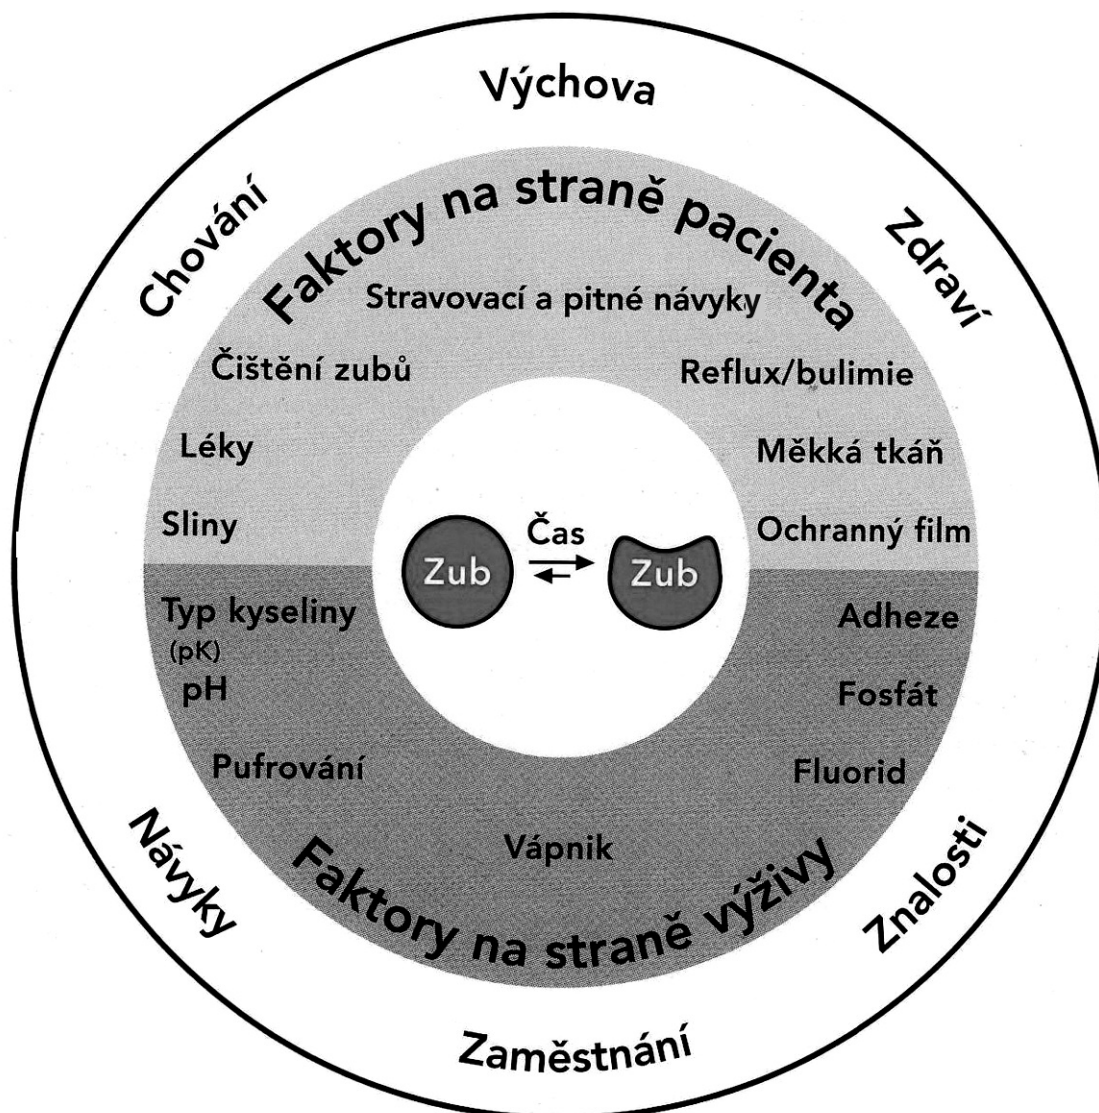 Výchova
Chování
Zdraví
Faktory na straně pacienta
Stravovací a pitné návyky
Čištění zubů
Reflux/bulimie
Léky
Měkká tkáň
Sliny
Ochranný film
Čas
Zub
Zub
Typ kyseliny
(pK)
pH
Adheze
Fosfát
Pufrování
Fluorid
Vápnik
Faktory na straně výživy
Návyky
Znalosti
Zaměstnání